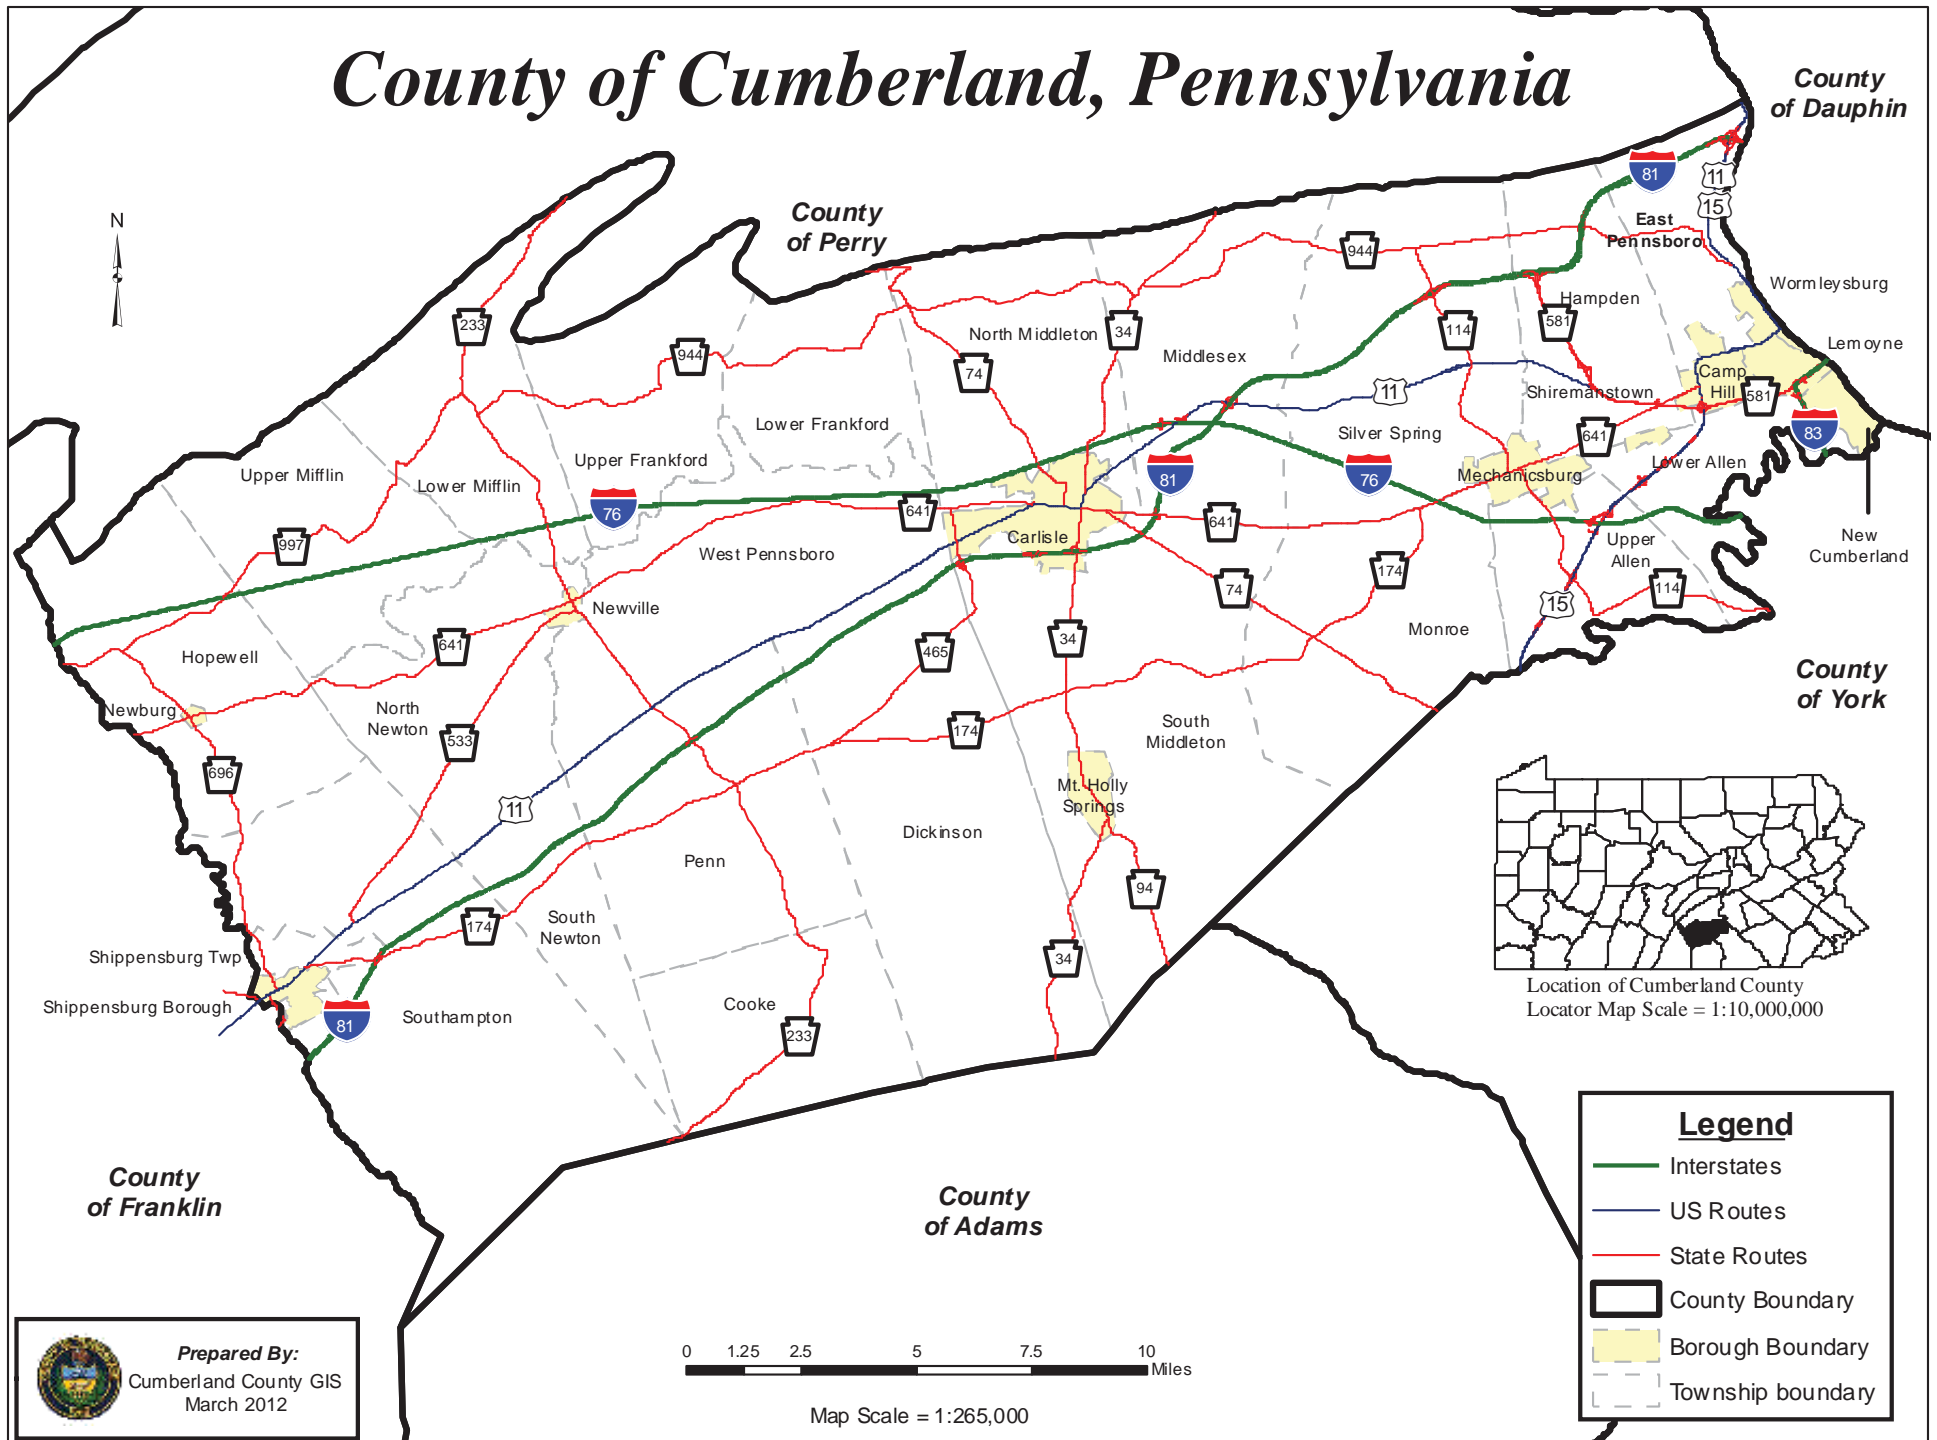 County of Cumberland, Pennsylvania
County
of Dauphin
81
11
15
N
County
of Perry
East
Pennsboro
944
Wormleysburg
233
Hampden
581
34
114
North Middleton
944
Middlesex
Lemoyne
74
Camp
Hill
11
Shiremanstown
581
Lower Frankford
Silver Spring
641
83
Upper Frankford
Upper Mifflin
Lower Mifflin
81
76
Mechanicsburg
Lower Allen
76
641
641
Carlisle
New
Cumberland
997
West Pennsboro
Upper
Allen
174
74
114
Newville
15
Monroe
641
34
465
Hopewell
County
of York
Newburg
North
Newton
533
174
South
Middleton
696
Mt. Holly
Springs
11
Dickinson
Penn
94
174
South
Newton
Shippensburg Twp
34
Location of Cumberland County
Locator Map Scale = 1:10,000,000
Shippensburg Borough
81
Southampton
Cooke
233
County
of Franklin
County
of Adams
Legend
Interstates
US Routes
State Routes
County Boundary
Borough Boundary
Township boundary
Prepared By:
Cumberland County GIS
March 2012
0 1.25 2.5 5 7.5 10
Miles
Map Scale = 1:265,000